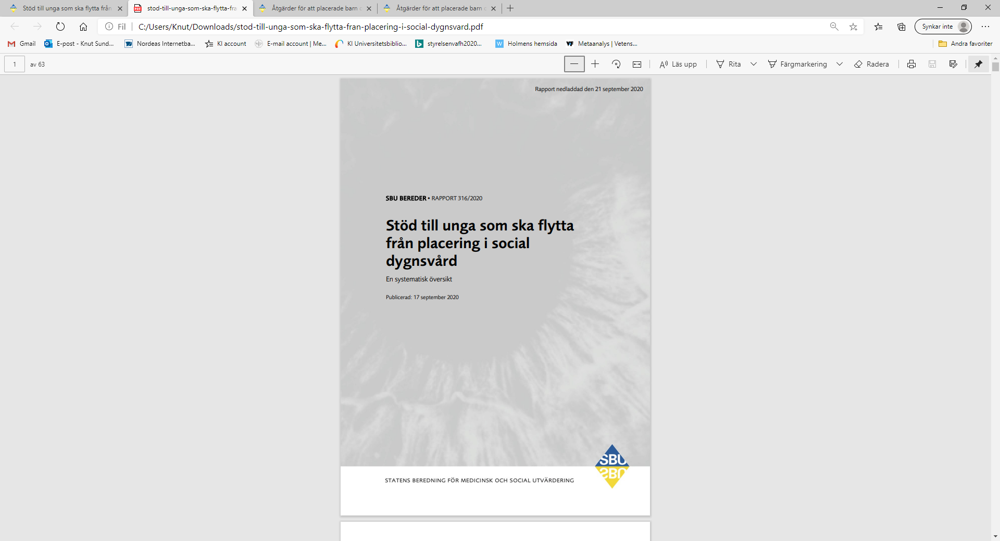 Stöd till unga som ska flytta från
stod-till-unga-som-ska-flytta-fra
Åtgärder för att placerade barn
Åtgärder för att placerade barn
Fil
C:/Users/Knut/Downloads/stod-till-unga-som-ska-flytta-fran-placering-i-social-dygnsvard.pdf
Synkar inte
Gmail
E-post - Knut Sund...
Nordeas Internetba...
KI account
E-mail account | Me...
KI Universitetsbiblio...
styrelsenvafh2020...
W
Holmens hemsida
VF
Metaanalys | Vetens...
Andra favoriter
1
av 63
Läs upp
Rita
Färgmarkering
Radera
Rapport nedladdad den 21 september 2020
SBU BEREDER • RAPPORT 316/2020
Stöd till unga som ska flytta
från placering i social
dygnsvård
En systematisk översikt
Publicerad: 17 september 2020
SBU
STATENS BEREDNING FÖR MEDICINSK OCH SOCIAL UTVÄRDERING